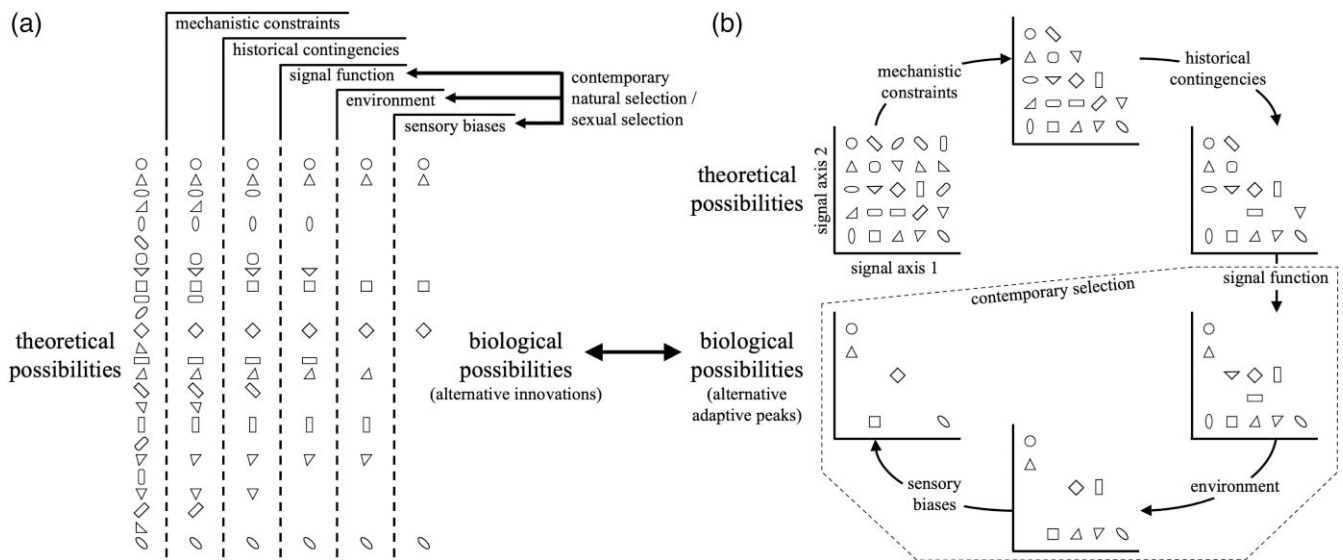 (a)
mechanistic constraints
historical contingencies
signal function
environment
sensory biases
contemporary
natural selection /
sexual selection
theoretical
possibilities
biological
possibilities
(alternative innovations)
(b)
theoretical
possibilities
signal axis 2
signal axis 1
mechanistic
constraints
historical
contingencies
signal function
contemporary selection
environment
sensory
biases
biological
possibilities
(alternative
adaptive peaks)